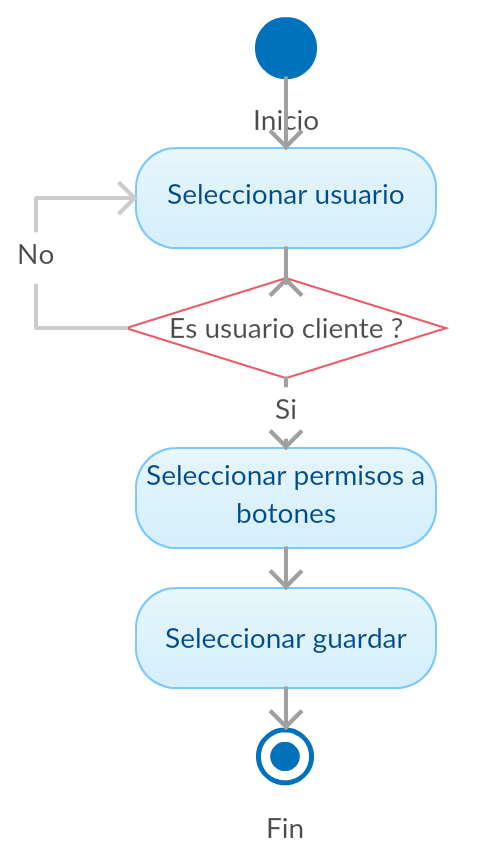 Inicio
Seleccionar usuario
No
Es usuario cliente ?
Si
Seleccionar permisos a
botones
Seleccionar guardar
Fin